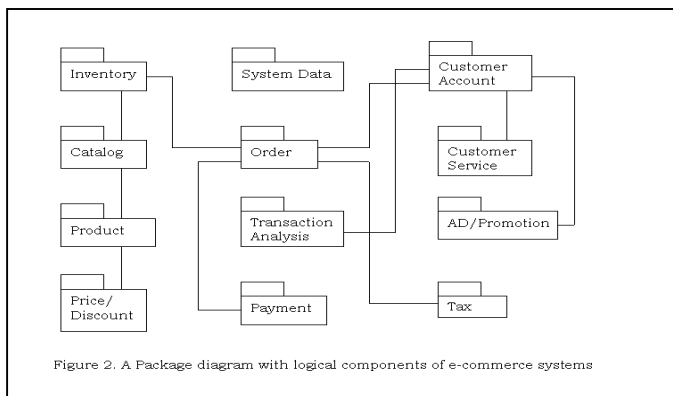 Inventory
System Data
Customer
Account
Catalog
Order
Customer
Service
Product
Transaction
Analysis
AD/Promotion
Price/
Discount
Payment
Tax
Figure 2. A Package diagram with logical components of e-commerce systems